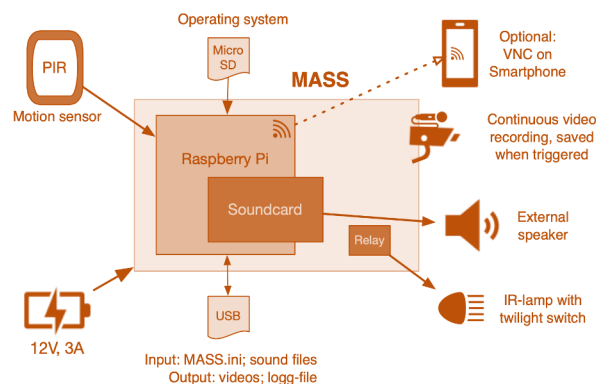 Operating system
Micro
SD
PIR
Motion sensor
MASS
Optional:
VNC on
Smartphone
Raspberry Pi
Soundcard
Relay
Continuous video
recording, saved
when triggered
External
speaker
IR-lamp with
twilight switch
12V, 3A
USB
Input: MASS.ini; sound files
Output: videos; logg-file